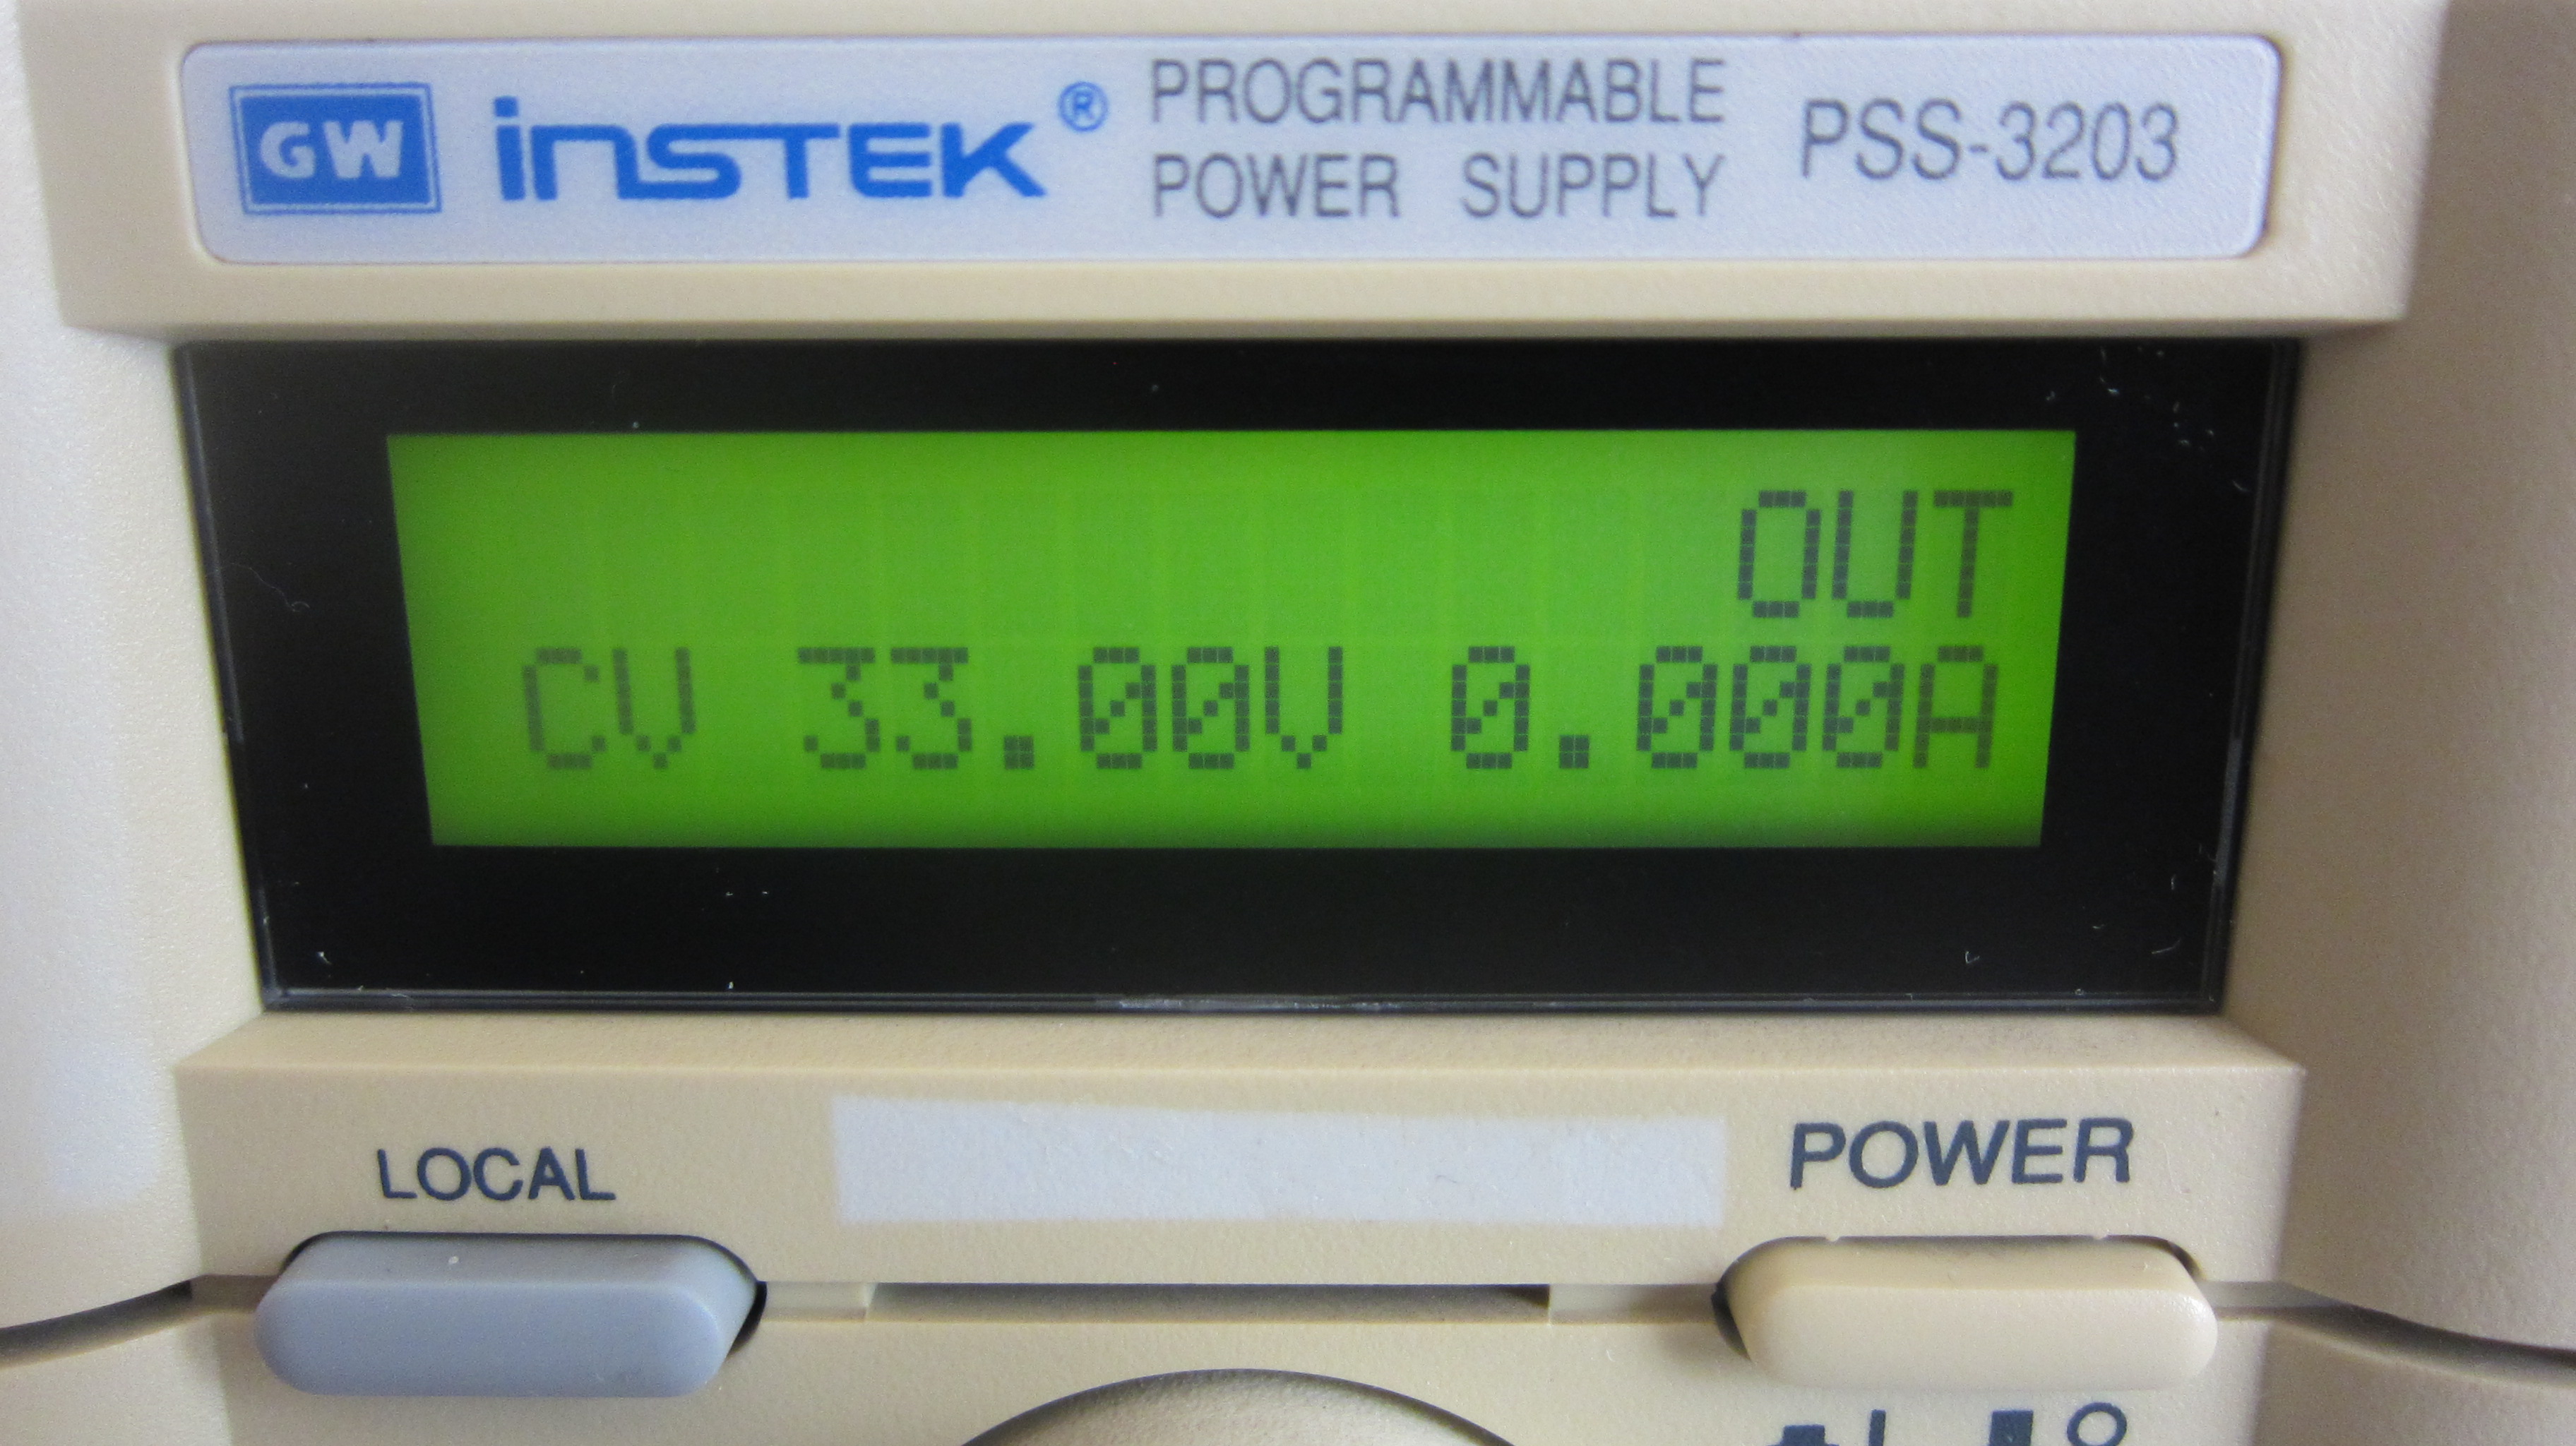 GW INSTEK® PROGRAMMABLE POWER SUPPLY PSS-3203
OUT
CV 33.00V 0.000A
LOCAL
POWER